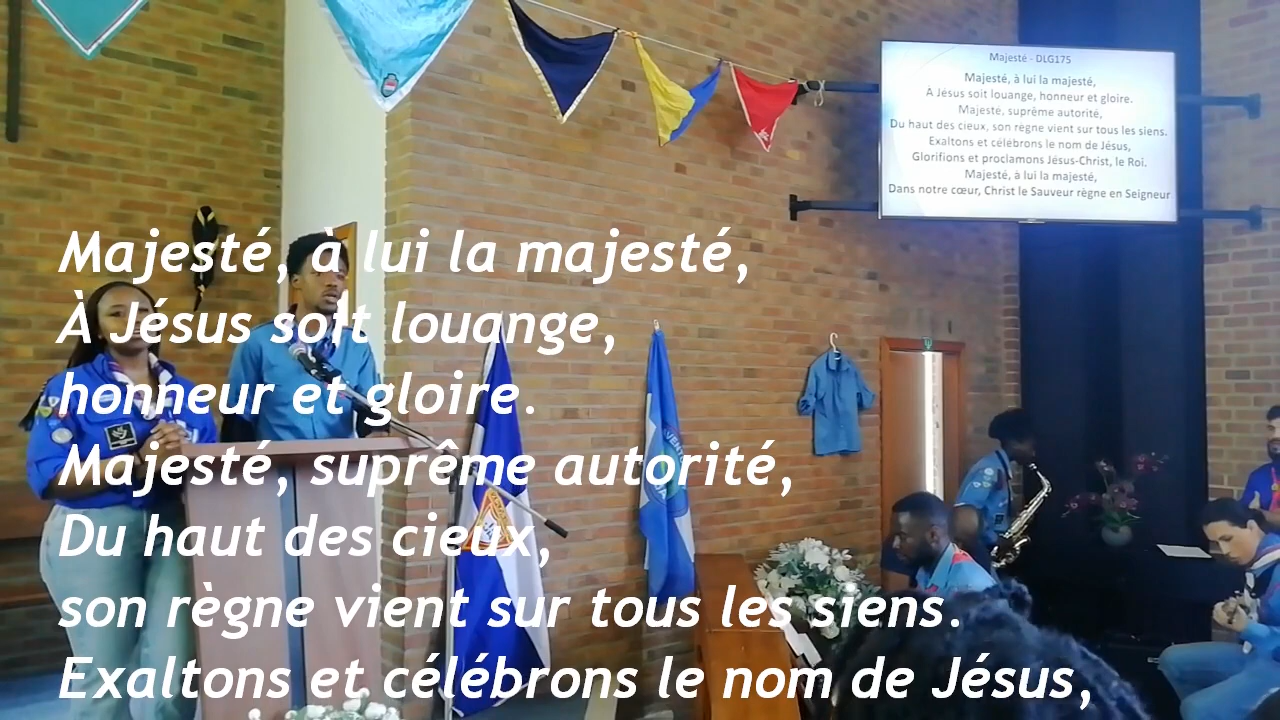 Majesté - DLG175
Majesté, à lui la majesté,
À Jésus soit louange, honneur et gloire.
Majesté, suprême autorité,
Du haut des cieux, son règne vient sur tous les siens.
Exaltons et célébrons le nom de Jésus,
Glorifions et proclamons Jésus-Christ, le Roi.
Majesté, à lui la majesté,
Dans notre cœur, Christ le Sauveur règne en Seigneur
Majesté, à lui la majesté,
À Jésus soit louange,
honneur et gloire.
Majesté, suprême autorité,
Du haut des cieux,
son règne vient sur tous les siens.
Exaltons et célébrons le nom de Jésus,